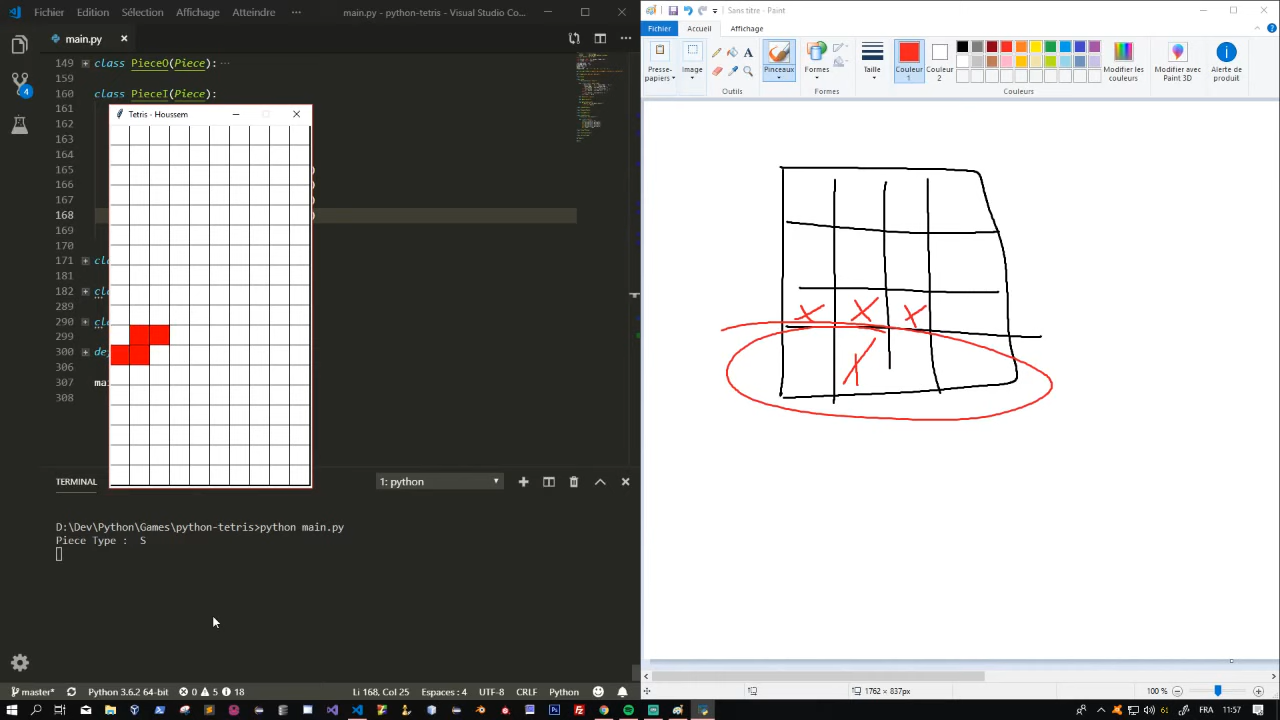 Fichier
Modifier
Sélection
Affichage
Atteindre
main.py - python-tetris - Visual Studio Co...
main.py
149 class PieceO(Piece): ...
159
160 class PieceS(Piece):
162
163
164
165 )
166 )
167 )
168 )
169
170
171
181
182
289
290
299
300
306
307
308
Tetris - Houssem
TERMINAL
1: python
D:\Dev\Python\Games\python-tetris>python main.py
Piece Type : S
master*
Python 3.6.2 64-bit
0
5
18
Li 168, Col 25
Espaces : 4
UTF-8
CRLF
Python
Sans titre - Paint
Fichier
Accueil
Affichage
Presse-
papiers
Image
Outils
Pinceaux
Formes
Formes
Taille
Couleur
1
Couleur
2
Couleurs
Modifier les
couleurs
Modifier avec
Paint 3D
Alerte de
produit
X X X
X
1762 × 837px
100 %
61
FRA
11:57